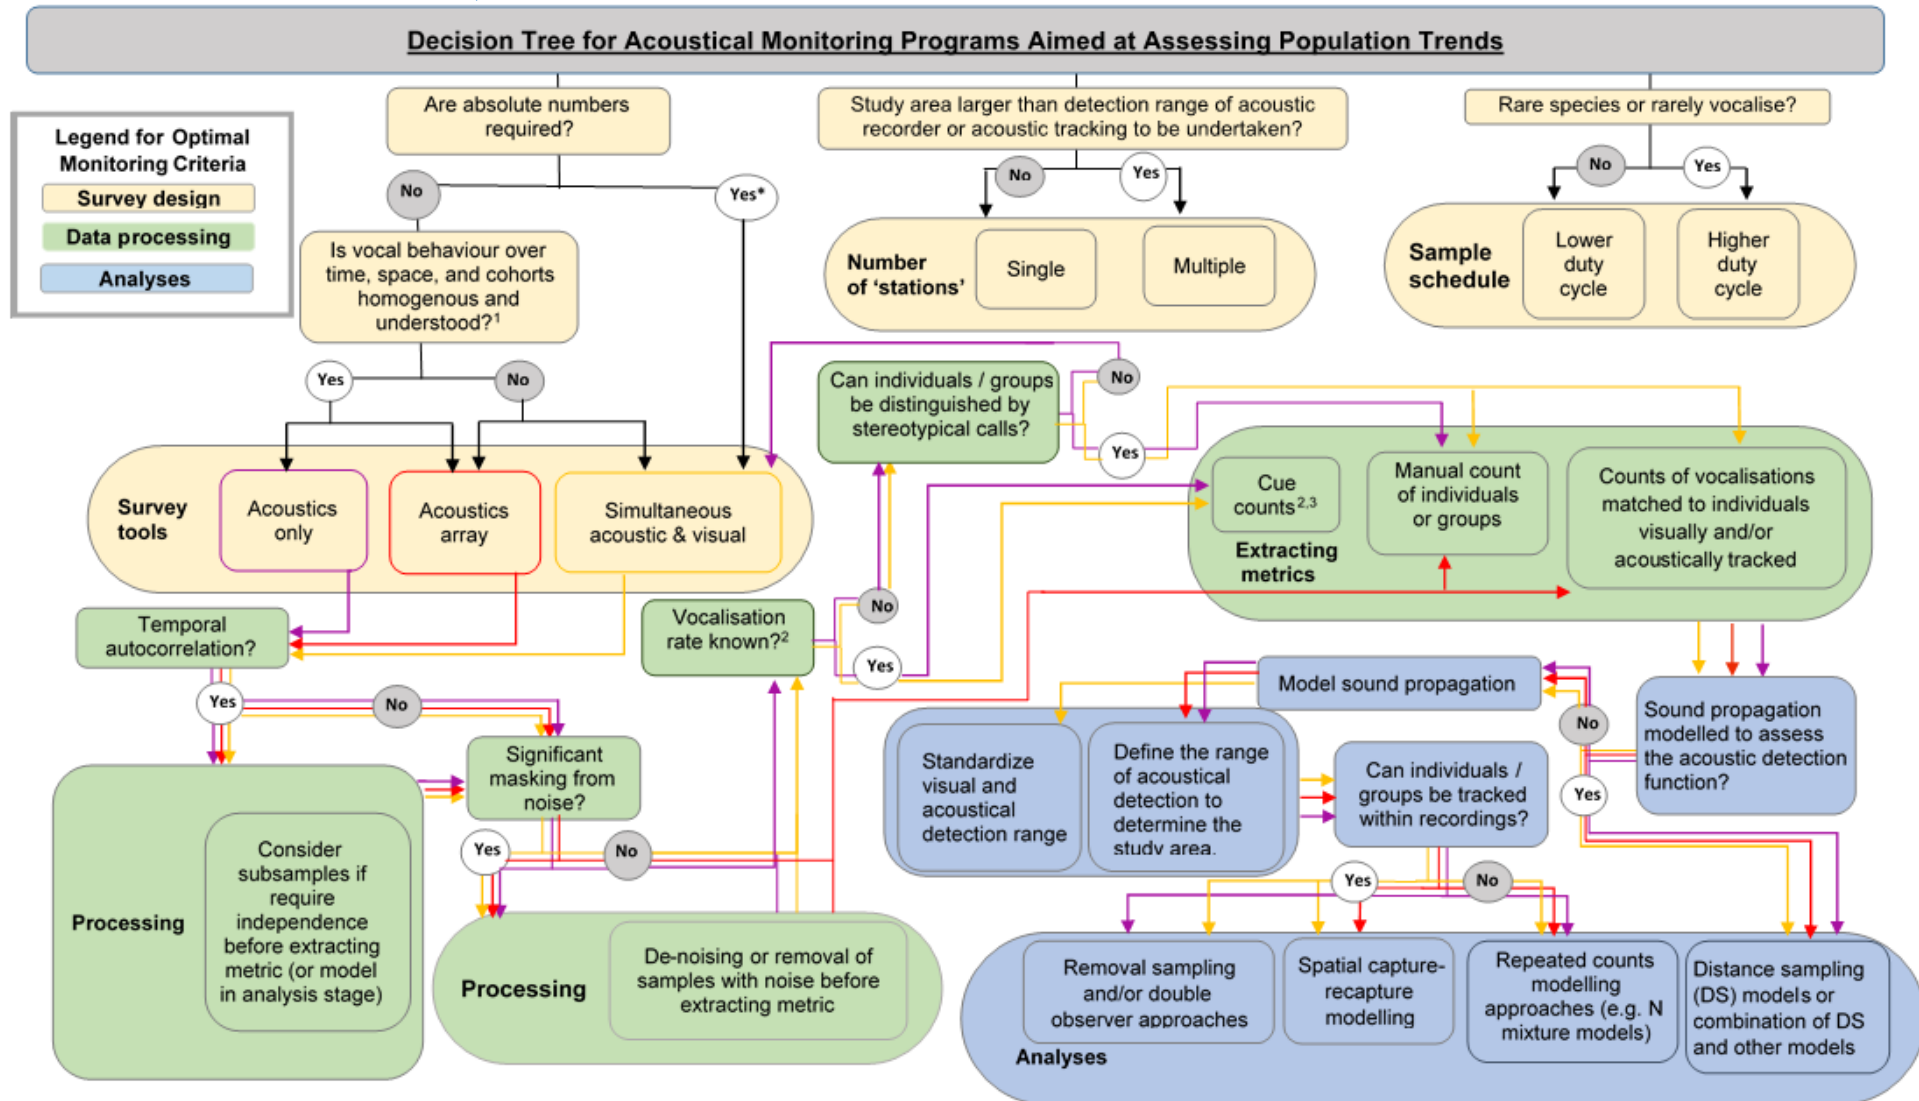 Decision Tree for Acoustical Monitoring Programs Aimed at Assessing Population Trends
Legend for Optimal
Monitoring Criteria
Survey design
Data processing
Analyses
Are absolute numbers
required?
No
Yes*
Is vocal behaviour over
time, space, and cohorts
homogenous and
understood?¹
Yes
No
Study area larger than detection range of acoustic
recorder or acoustic tracking to be undertaken?
No
Yes
Number
of ‘stations’
Single
Multiple
Rare species or rarely vocalise?
No
Yes
Sample
schedule
Lower
duty
cycle
Higher
duty
cycle
Survey
tools
Acoustics
only
Acoustics
array
Simultaneous
acoustic & visual
Can individuals / groups
be distinguished by
stereotypical calls?
No
Yes
Cue
counts²,³
Manual count
of individuals
or groups
Counts of vocalisations
matched to individuals
visually and/or
acoustically tracked
Extracting
metrics
Temporal
autocorrelation?
Yes
No
Vocalisation
rate known?²
No
Yes
Significant
masking from
noise?
Yes
No
Processing
Consider
subsamples if
require
independence
before extracting
metric (or model
in analysis stage)
Processing
De-noising or removal of
samples with noise before
extracting metric
Model sound propagation
No
Yes
Sound propagation
modelled to assess
the acoustic detection
function?
Standardize
visual and
acoustical
detection range
Define the range
of acoustical
detection to
determine the
study area.
Can individuals /
groups be tracked
within recordings?
Yes
No
Removal sampling
and/or double
observer approaches
Spatial capture-
recapture
modelling
Repeated counts
modelling
approaches (e.g. N
mixture models)
Distance sampling
(DS) models or
combination of DS
and other models
Analyses